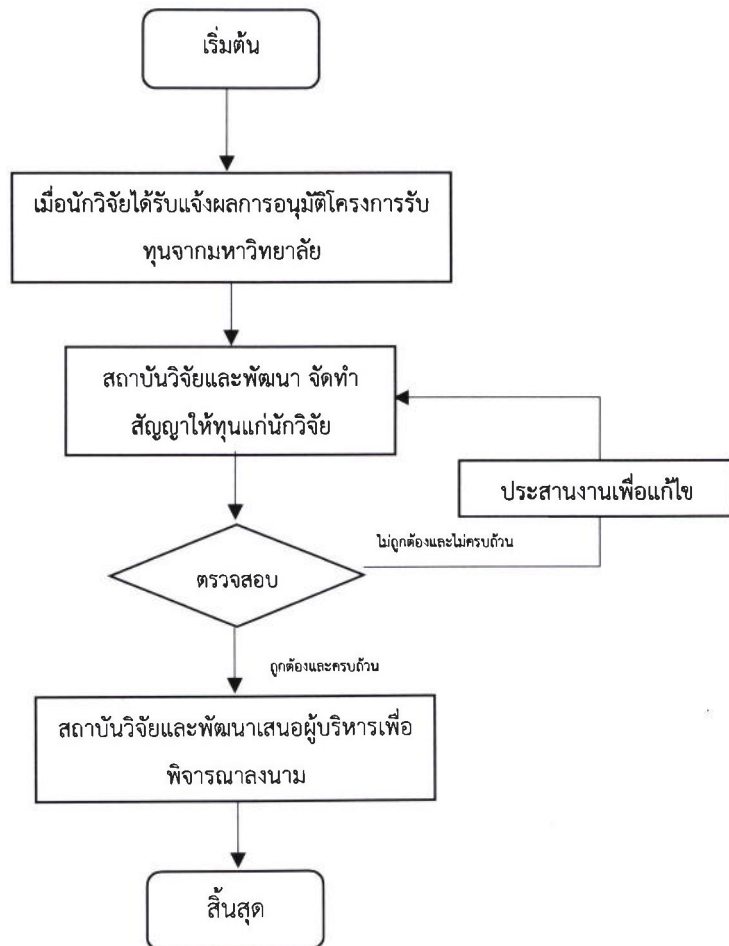 เริ่มต้น
เมื่อนักวิจัยได้รับแจ้งผลการอนุมัติโครงการรับ
ทุนจากมหาวิทยาลัย
สถาบันวิจัยและพัฒนา จัดทำ
สัญญาให้ทุนแก่นักวิจัย
ประสานงานเพื่อแก้ไข
ไม่ถูกต้องและไม่ครบถ้วน
ตรวจสอบ
ถูกต้องและครบถ้วน
สถาบันวิจัยและพัฒนาเสนอผู้บริหารเพื่อ
พิจารณาลงนาม
สิ้นสุด